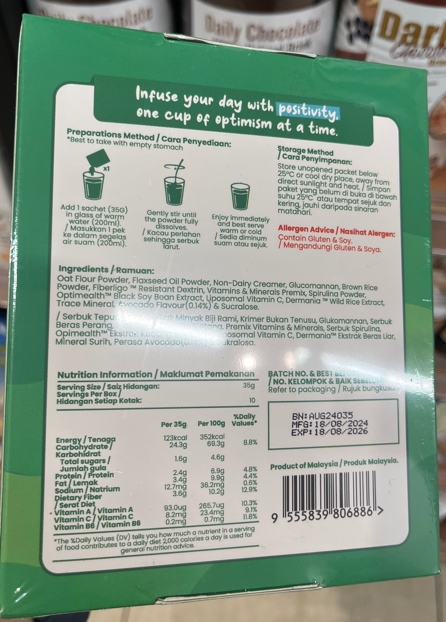 Daily Chocolate
Daily Chocolate
Dark
Infuse your day with positivity,
one cup of optimism at a time.
Preparations Method / Cara Penyediaan:
*Best to take with empty stomach
x1
Add 1 sachet (35G)
in glass of warm
water (200ml).
/ Masukkan 1 pek
ke dalam segelas
air suam (200ml).
Gently stir until
the powder fully
dissolves.
/ Kacau perlahan
sehingga serbuk
larut.
Enjoy immediately
and best serve
warm or cold
/ Sedia diminum
suam atau sejuk.
Storage Method
/ Cara Penyimpanan:
Store unopened packet below
25°C or cool dry place, away from
direct sunlight and heat. / Simpan
paket yang belum di buka di bawah
suhu 25°C atau tempat sejuk dan
kering, jauh daripada sinaran
matahari.
Allergen Advice / Nasihat Alergen:
Contain Gluten & Soy.
/ Mengandungi Gluten & Soya.
Ingredients / Ramuan:
Oat Flour Powder, Flaxseed Oil Powder, Non-Dairy Creamer, Glucomannan, Brown Rice
Powder, Fiberligo ™ Resistant Dextrin, Vitamins & Minerals Premix, Spirulina Powder,
Optimealth™ Black Soy Bean Extract, Liposomal Vitamin C, Dermania ™ Wild Rice Extract,
Trace Mineral, Avocado Flavour(0.14%) & Sucralose.
/ Serbuk Tepu Minyak Biji Rami, Krimer Bukan Tenusu, Glukomannan, Serbuk
Beras Perang, Premix Vitamins & Minerals, Serbuk Spirulina,
Opimealth™ Ekstrak Liposomal Vitamin C, Dermania™ Ekstrak Beras Liar,
Mineral Surih, Perasa Avocado
Nutrition Information / Maklumat Pemakanan
Serving Size / Saiz Hidangan: 35g
Servings Per Box /
Hidangan Setiap Kotak: 10
Per 35g Per 100g %Daily Values*
Energy / Tenaga 123kcal 352kcal
Carbohydrate / 24.3g 69.3g 8.8%
Karbohidrat
Total sugars / 1.6g 4.6g
Jumlah gula
Protein / Protein 2.4g 6.9g 4.8%
Fat / Lemak 3.4g 9.9g 4.4%
Sodium / Natrium 12.7mg 36.2mg 0.6%
Dietary Fiber 3.6g 10.2g 12.9%
/ Serat Diet
Vitamin A / Vitamin A 93.0ug 265.7ug 10.3%
Vitamin C / Vitamin C 8.2mg 23.4mg 9.1%
Vitamin B6 / Vitamin B6 0.2mg 0.7mg 11.8%
*The %Daily Values (DV) tells you how much a nutrient in a serving
of food contributes to a daily diet 2,000 calories a day is used for
general nutrition advice.
BATCH NO. & BEST
/ NO. KELOMPOK & BAIK
Refer to packaging / Rujuk
BN:AUG24035
MFG:18/08/2024
EXP:18/08/2026
Product of Malaysia / Produk Malaysia.
9 555839 806886 >